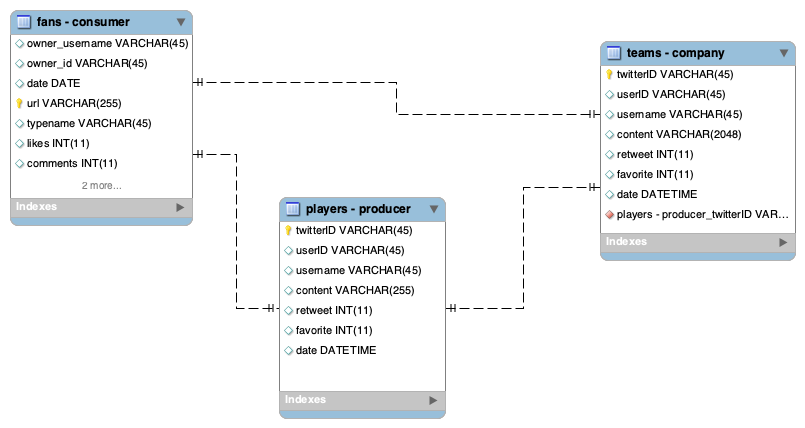 fans - consumer
owner_username VARCHAR(45)
owner_id VARCHAR(45)
date DATE
url VARCHAR(255)
typename VARCHAR(45)
likes INT(11)
comments INT(11)
2 more...
Indexes
teams - company
twitterID VARCHAR(45)
userID VARCHAR(45)
username VARCHAR(45)
content VARCHAR(2048)
retweet INT(11)
favorite INT(11)
date DATETIME
players - producer_twitterID VAR...
Indexes
players - producer
twitterID VARCHAR(45)
userID VARCHAR(45)
username VARCHAR(45)
content VARCHAR(255)
retweet INT(11)
favorite INT(11)
date DATETIME
Indexes